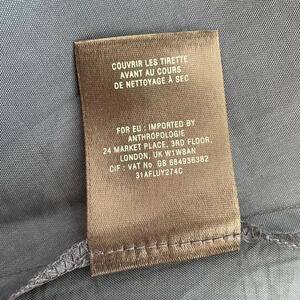 COUVRIR LES TIRETTE
AVANT AU COURS
DE NETTOYAGE À SEC
FOR EU : IMPORTED BY
ANTHROPOLOGIE
24 MARKET PLACE, 3RD FLOOR
LONDON, UK W1W8AN
C/F : VAT No. GB 684936382
31AFLUY274C